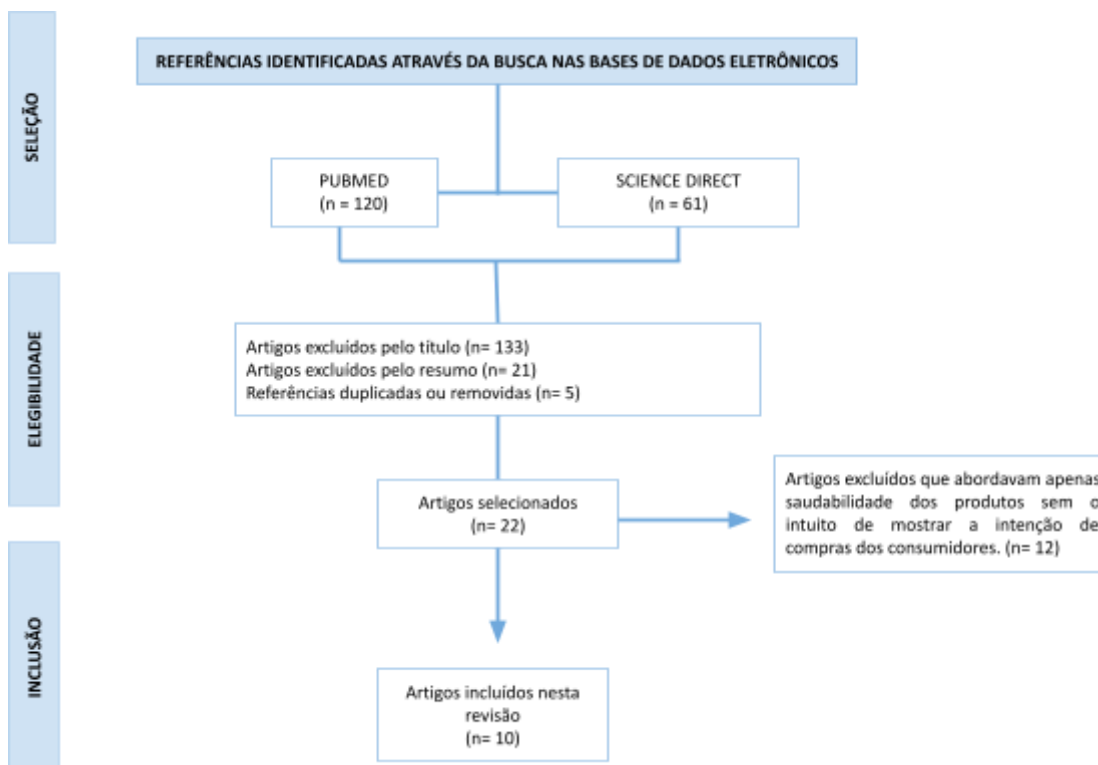 REFERÊNCIAS IDENTIFICADAS ATRAVÉS DA BUSCA NAS BASES DE DADOS ELETRÔNICOS
SELEÇÃO
PUBMED
(n = 120)
SCIENCE DIRECT
(n = 61)
ELEGIBILIDADE
Artigos excluídos pelo título (n= 133)
Artigos excluídos pelo resumo (n= 21)
Referências duplicadas ou removidas (n= 5)
Artigos selecionados
(n= 22)
Artigos excluídos que abordavam apenas
saudabilidade dos produtos sem o
intuito de mostrar a intenção de
compras dos consumidores. (n= 12)
INCLUSÃO
Artigos incluídos nesta
revisão
(n= 10)